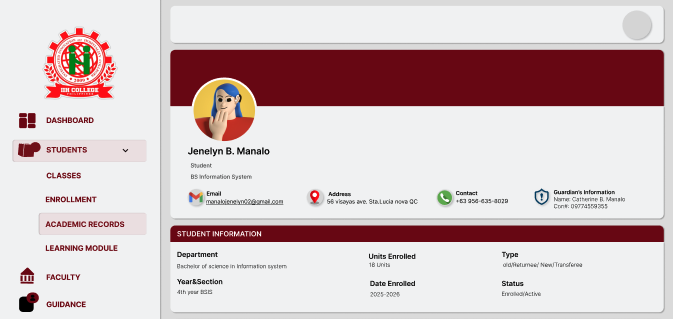 1989
IIH COLLEGE
DASHBOARD
STUDENTS
CLASSES
ENROLLMENT
ACADEMIC RECORDS
LEARNING MODULE
FACULTY
GUIDANCE
Jenelyn B. Manalo
Student
BS Information System
Email
manalojenelyn02@gmail.com
Address
56 visayas ave. Sta.Lucia nova QC
Contact
+63 956-635-8029
Guardian's Information
Name: Catherine B. Manalo
Con#: 09774559355
STUDENT INFORMATION
Department
Bachelor of science in Information system
Units Enrolled
18 Units
Type
old/Returnee/ New/Transferee
Year&Section
4th year BSIS
Date Enrolled
2025-2026
Status
Enrolled/Active